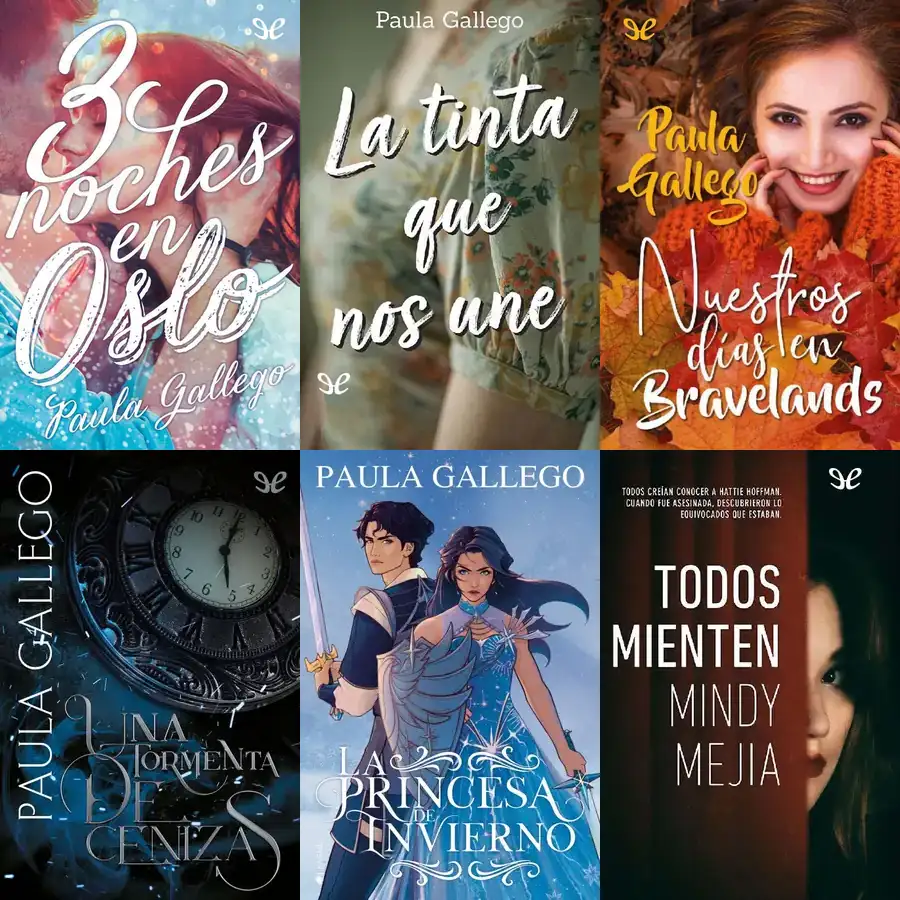 3
noches
en
Oslo
Paula Gallego
Paula Gallego
La tinta
que
nos une
Paula
Gallego
Nuestros
días en
Bravelands
PAULA GALLEGO
UNA
TORMENTA
DE
CENIZAS
PAULA GALLEGO
LA
PRINCESA
DE
INVIERNO
TODOS CREÍAN CONOCER A HATTIE HOFFMAN.
CUANDO FUE ASESINADA, DESCUBRIERON LO
EQUIVOCADOS QUE ESTABAN.
TODOS
MIENTEN
MINDY
MEJIA